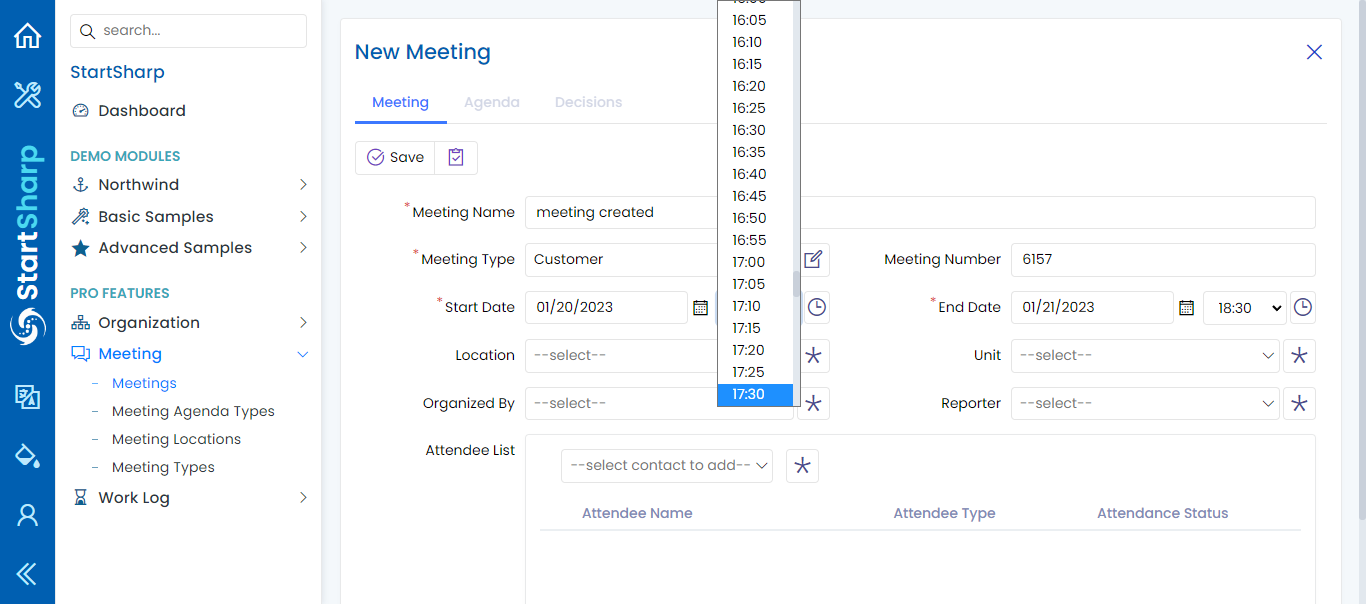 search...
StartSharp
Dashboard
DEMO MODULES
Northwind
Basic Samples
Advanced Samples
PRO FEATURES
Organization
Meeting
Meetings
Meeting Agenda Types
Meeting Locations
Meeting Types
Work Log
StartSharp
New Meeting
Meeting Agenda Decisions
Save
*Meeting Name meeting created
*Meeting Type Customer Meeting Number 6157
*Start Date 01/20/2023 *End Date 01/21/2023 18:30
Location --select-- Unit --select--
Organized By --select-- Reporter --select--
Attendee List
--select contact to add--
Attendee Name Attendee Type Attendance Status
16:05
16:10
16:15
16:20
16:25
16:30
16:35
16:40
16:45
16:50
16:55
17:00
17:05
17:10
17:15
17:20
17:25
17:30